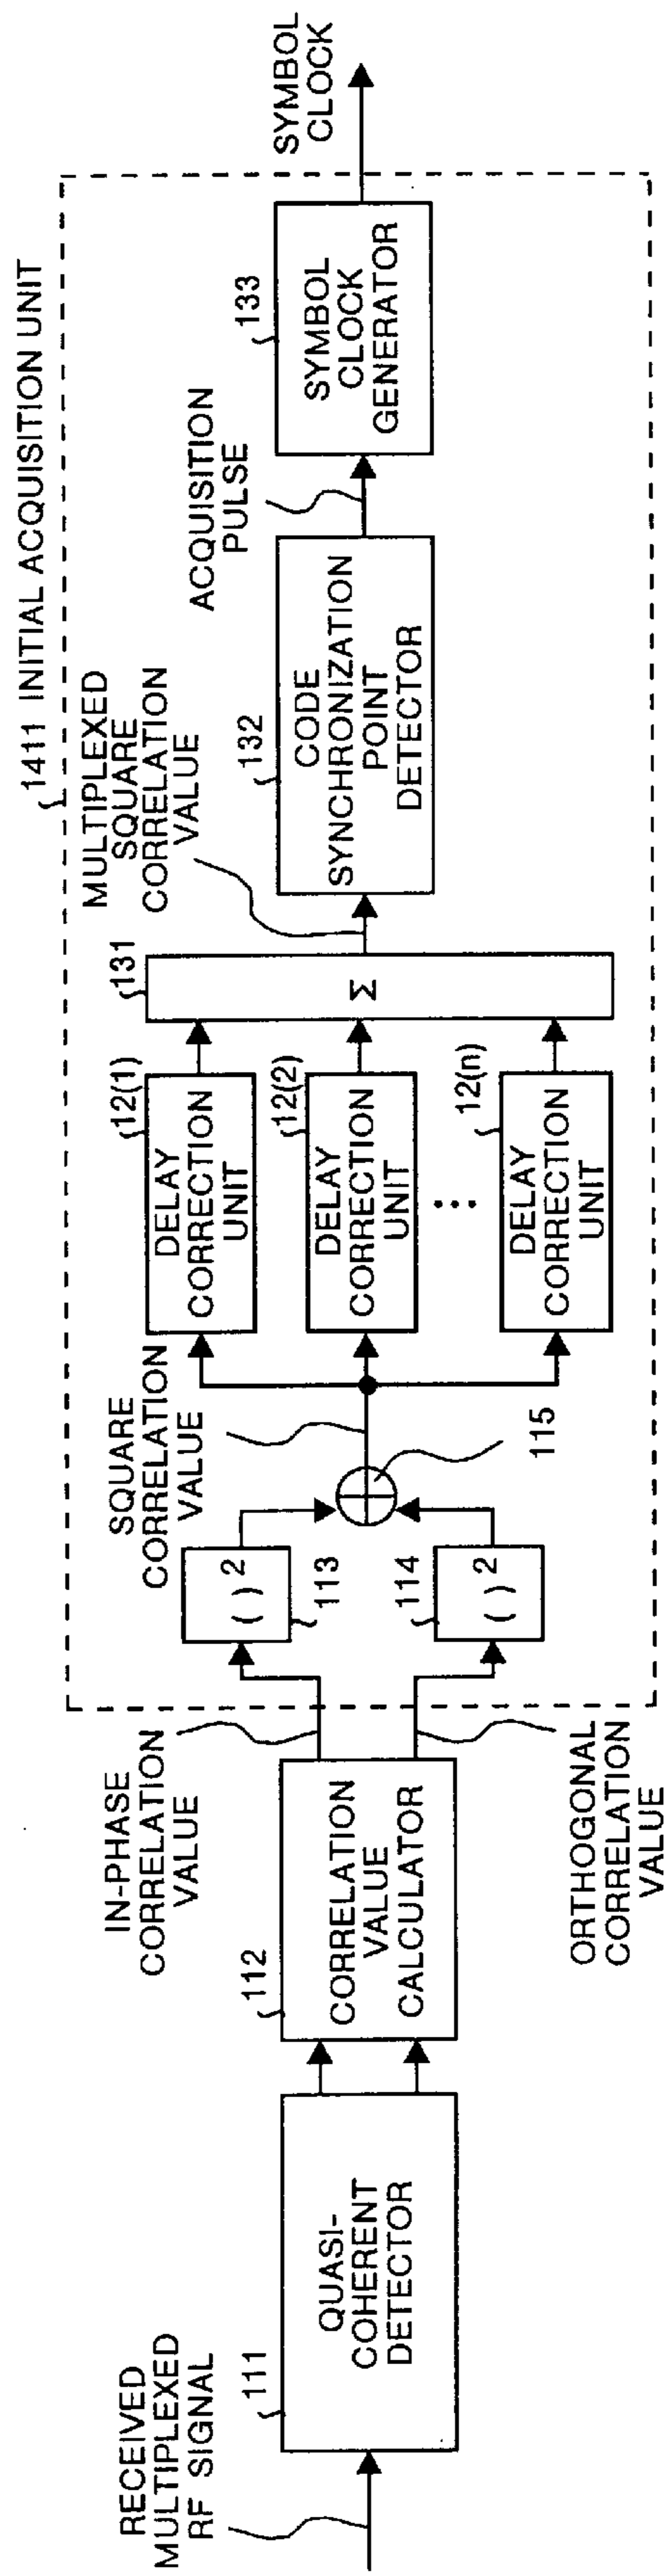 RECEIVED
MULTIPLEXED
RF SIGNAL
111
QUASI-
COHERENT
DETECTOR
112
CORRELATION
VALUE
CALCULATOR
IN-PHASE
CORRELATION
VALUE
ORTHOGONAL
CORRELATION
VALUE
1411 INITIAL ACQUISITION UNIT
( )²
113
( )²
114
115
SQUARE
CORRELATION
VALUE
12(1)
DELAY
CORRECTION
UNIT
12(2)
DELAY
CORRECTION
UNIT
12(n)
DELAY
CORRECTION
UNIT
131
Σ
MULTIPLEXED
SQUARE
CORRELATION
VALUE
132
CODE
SYNCHRONIZATION
POINT
DETECTOR
ACQUISITION
PULSE
133
SYMBOL
CLOCK
GENERATOR
SYMBOL
CLOCK